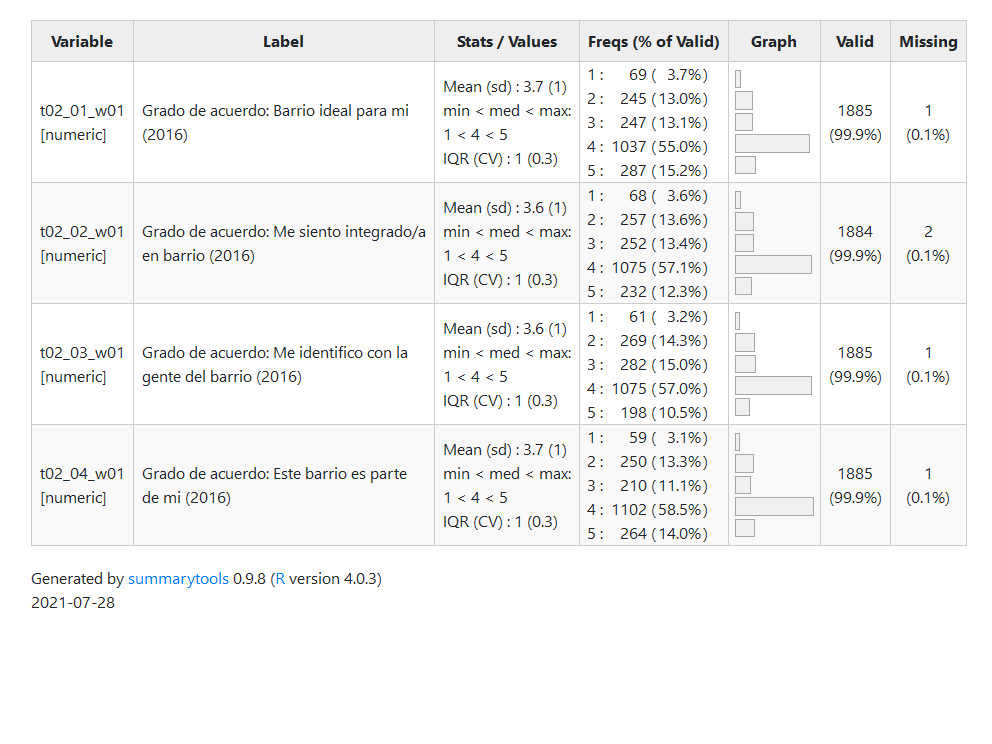 Variable Label Stats / Values Freqs (% of Valid) Graph Valid Missing
t02_01_w01
[numeric]
Grado de acuerdo: Barrio ideal para mi
(2016)
Mean (sd) : 3.7 (1)
min < med < max:
1 < 4 < 5
IQR (CV) : 1 (0.3)
1 : 69 ( 3.7%)
2 : 245 (13.0%)
3 : 247 (13.1%)
4 : 1037 (55.0%)
5 : 287 (15.2%)
1885
(99.9%)
1
(0.1%)
t02_02_w01
[numeric]
Grado de acuerdo: Me siento integrado/a
en barrio (2016)
Mean (sd) : 3.6 (1)
min < med < max:
1 < 4 < 5
IQR (CV) : 1 (0.3)
1 : 68 ( 3.6%)
2 : 257 (13.6%)
3 : 252 (13.4%)
4 : 1075 (57.1%)
5 : 232 (12.3%)
1884
(99.9%)
2
(0.1%)
t02_03_w01
[numeric]
Grado de acuerdo: Me identifico con la
gente del barrio (2016)
Mean (sd) : 3.6 (1)
min < med < max:
1 < 4 < 5
IQR (CV) : 1 (0.3)
1 : 61 ( 3.2%)
2 : 269 (14.3%)
3 : 282 (15.0%)
4 : 1075 (57.0%)
5 : 198 (10.5%)
1885
(99.9%)
1
(0.1%)
t02_04_w01
[numeric]
Grado de acuerdo: Este barrio es parte
de mi (2016)
Mean (sd) : 3.7 (1)
min < med < max:
1 < 4 < 5
IQR (CV) : 1 (0.3)
1 : 59 ( 3.1%)
2 : 250 (13.3%)
3 : 210 (11.1%)
4 : 1102 (58.5%)
5 : 264 (14.0%)
1885
(99.9%)
1
(0.1%)
Generated by summarytools 0.9.8 (R version 4.0.3)
2021-07-28